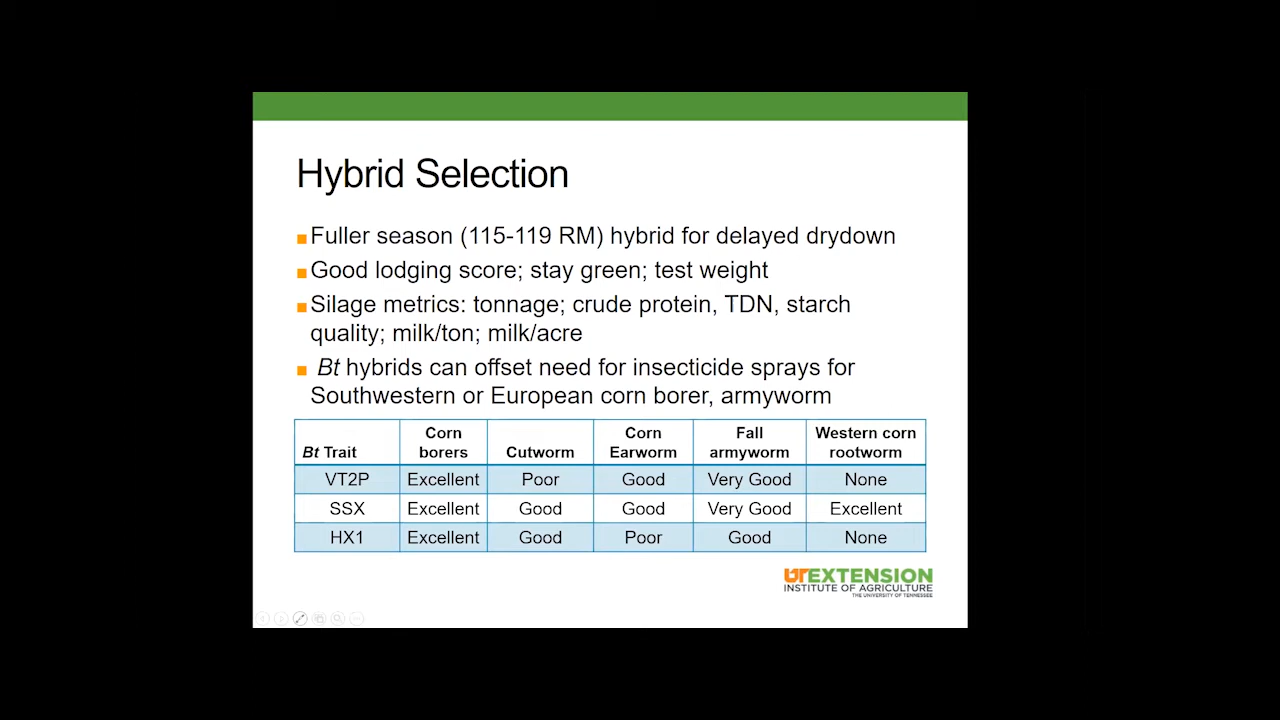 Hybrid Selection
Fuller season (115-119 RM) hybrid for delayed drydown
Good lodging score; stay green; test weight
Silage metrics: tonnage; crude protein, TDN, starch
quality; milk/ton; milk/acre
Bt hybrids can offset need for insecticide sprays for
Southwestern or European corn borer, armyworm
Bt Trait Corn borers Cutworm Corn Earworm Fall armyworm Western corn rootworm
VT2P Excellent Poor Good Very Good None
SSX Excellent Good Good Very Good Excellent
HX1 Excellent Good Poor Good None
UT EXTENSION
INSTITUTE OF AGRICULTURE
THE UNIVERSITY OF TENNESSEE